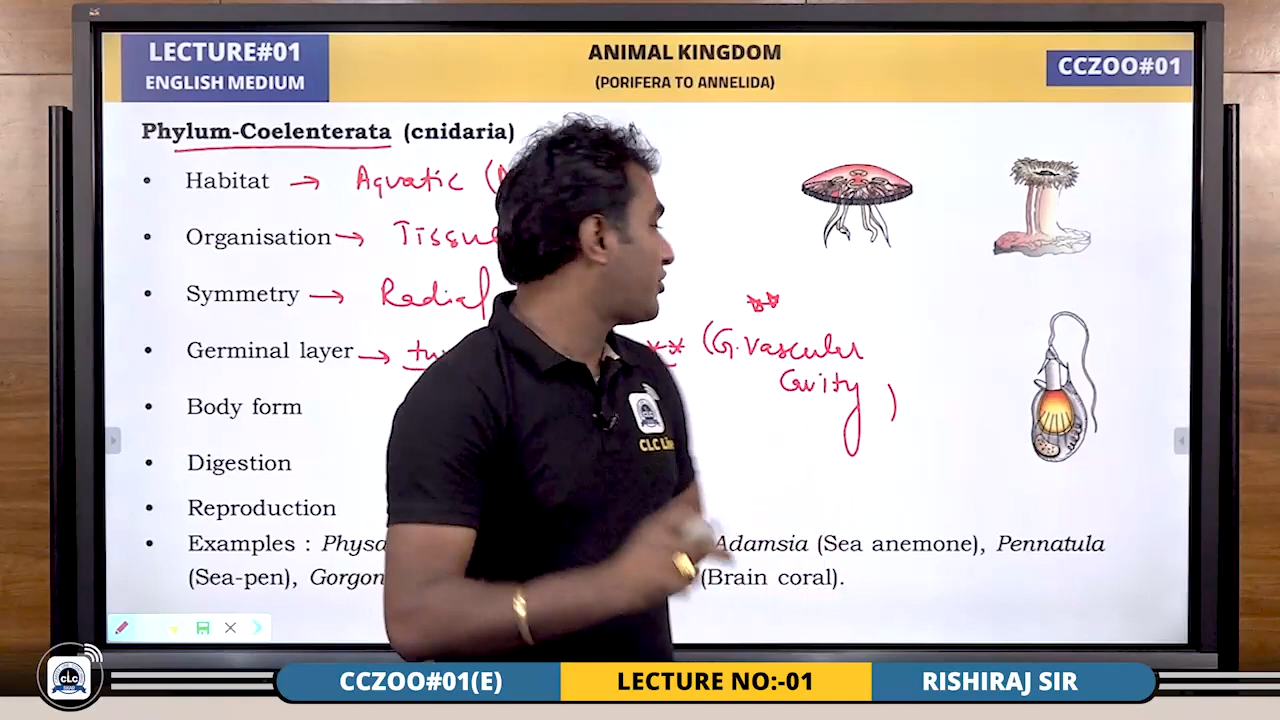 LECTURE#01
ENGLISH MEDIUM
ANIMAL KINGDOM
(PORIFERA TO ANNELIDA)
CCZOO#01
Phylum-Coelenterata (cnidaria)
• Habitat → Aquatic (
• Organisation → Tissue
• Symmetry → Radial
• Germinal layer → ** (G.vascular
Cavity )
• Body form
• Digestion
• Reproduction
• Examples : Adamsia (Sea anemone), Pennatula
(Sea-pen), (Brain coral).
CLC
CLC
CCZOO#01(E)
LECTURE NO:-01
RISHIRAJ SIR